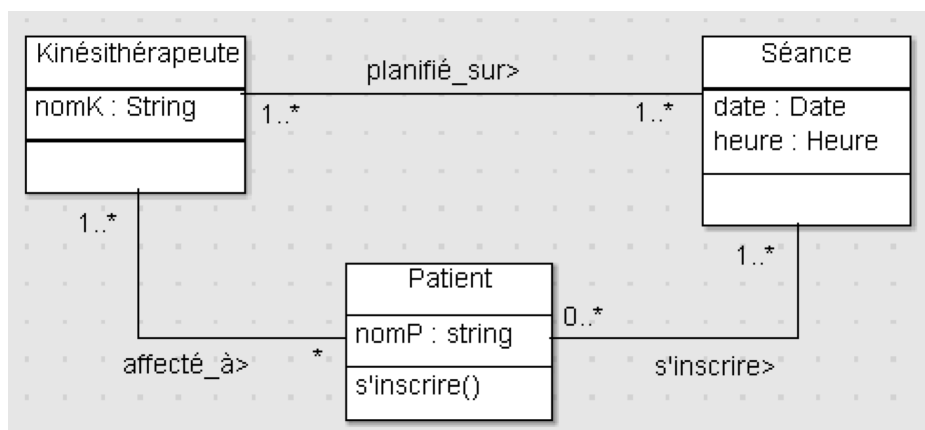 Kinésithérapeute
nomK : String
planifié_sur>
1..*
1..*
Séance
date : Date
heure : Heure
1..*
1..*
Patient
nomP : string
s'inscrire()
0..*
*
affecté_à>
s'inscrire>